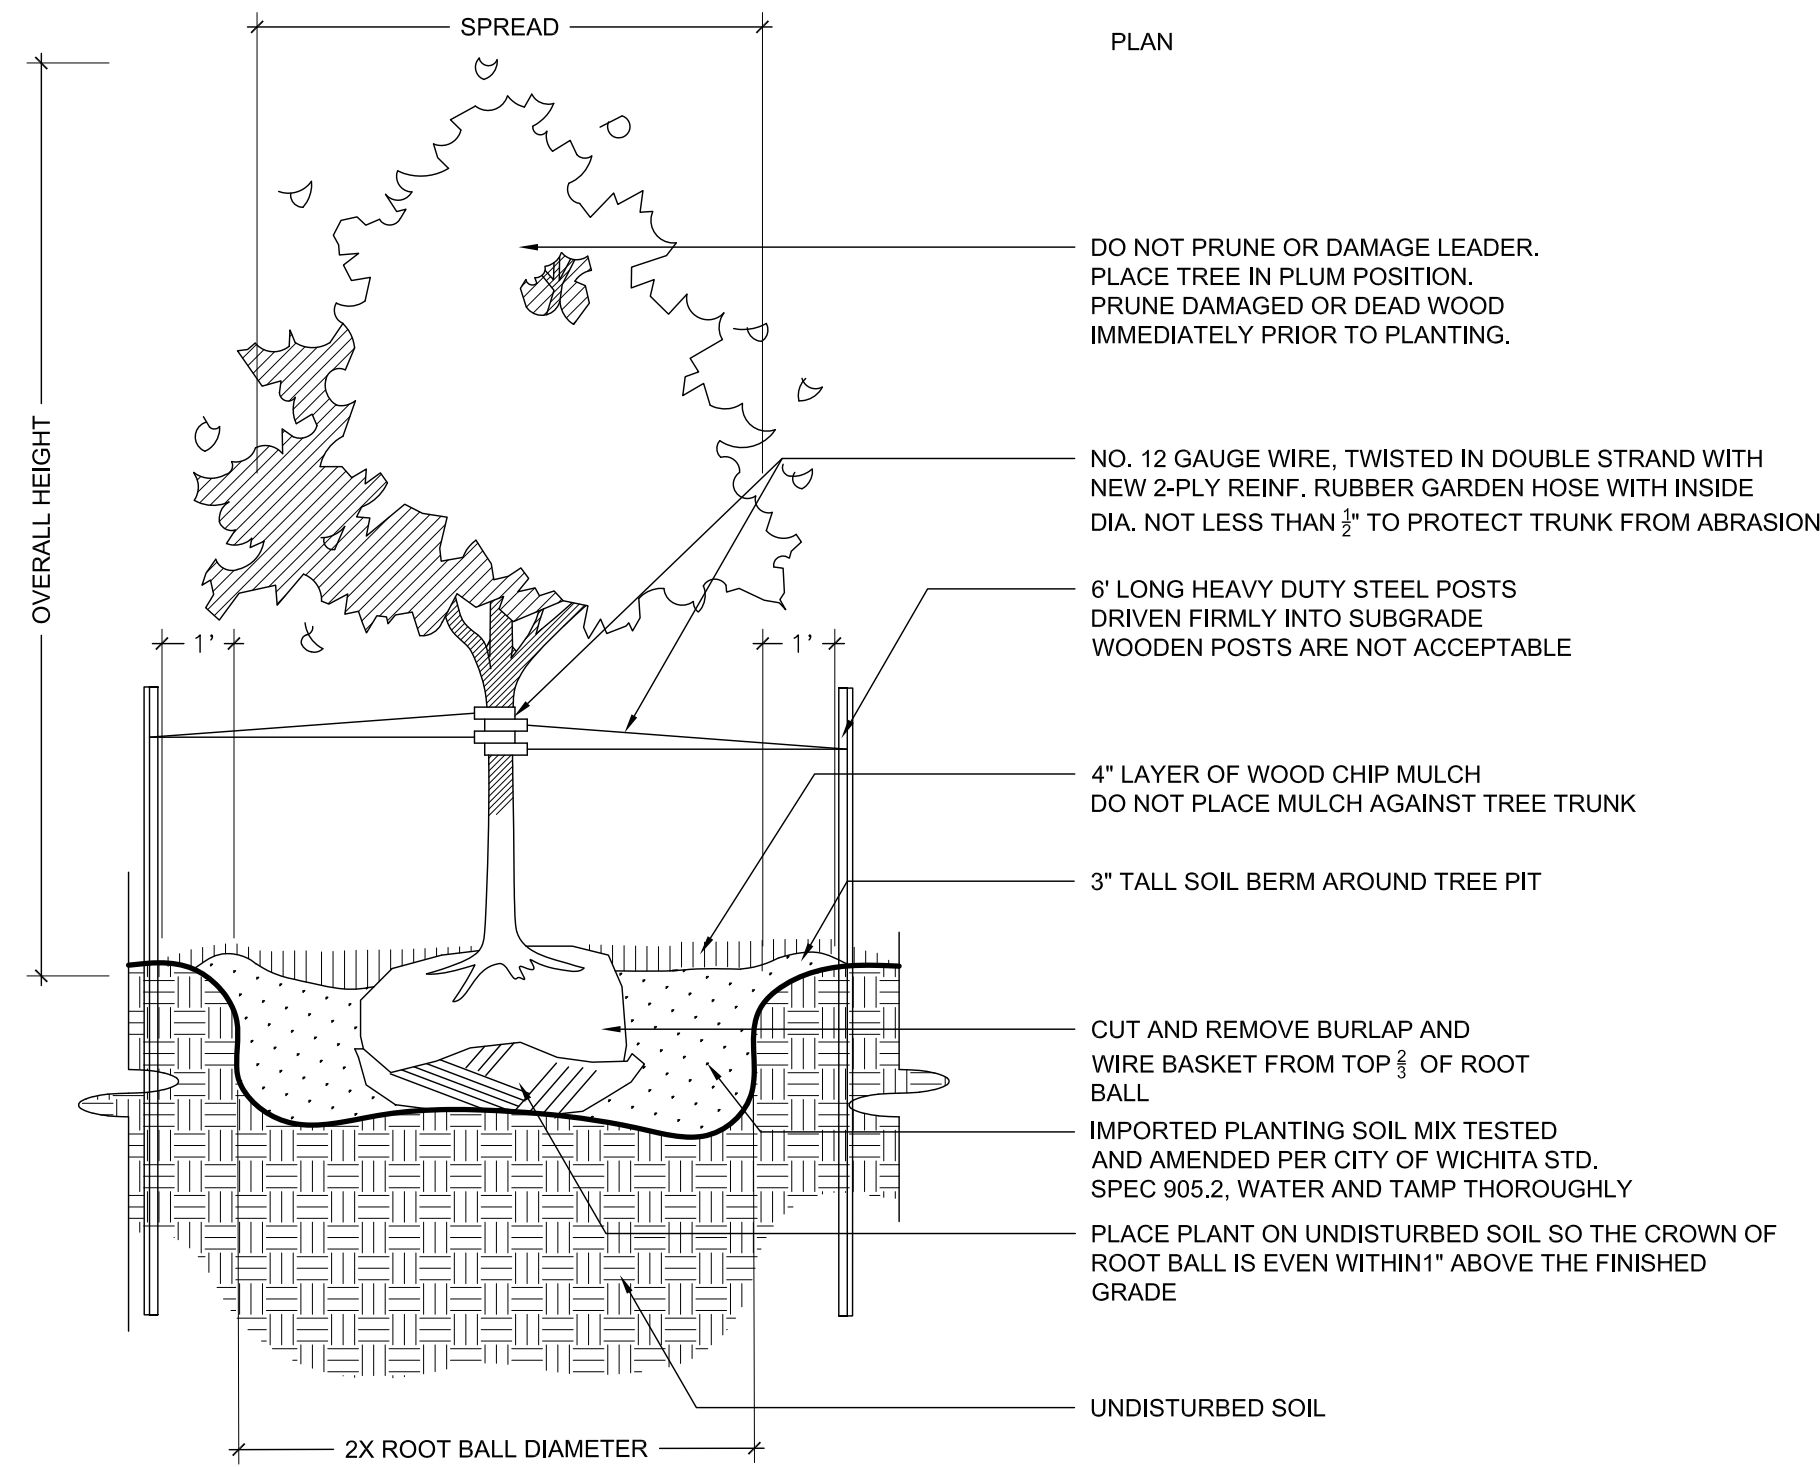 SPREAD
PLAN
DO NOT PRUNE OR DAMAGE LEADER.
PLACE TREE IN PLUM POSITION.
PRUNE DAMAGED OR DEAD WOOD
IMMEDIATELY PRIOR TO PLANTING.
OVERALL HEIGHT
NO. 12 GAUGE WIRE, TWISTED IN DOUBLE STRAND WITH
NEW 2-PLY REINF. RUBBER GARDEN HOSE WITH INSIDE
DIA. NOT LESS THAN 1/2" TO PROTECT TRUNK FROM ABRASION
6' LONG HEAVY DUTY STEEL POSTS
DRIVEN FIRMLY INTO SUBGRADE
WOODEN POSTS ARE NOT ACCEPTABLE
1'
1'
4" LAYER OF WOOD CHIP MULCH
DO NOT PLACE MULCH AGAINST TREE TRUNK
3" TALL SOIL BERM AROUND TREE PIT
CUT AND REMOVE BURLAP AND
WIRE BASKET FROM TOP 2/3 OF ROOT
BALL
IMPORTED PLANTING SOIL MIX TESTED
AND AMENDED PER CITY OF WICHITA STD.
SPEC 905.2, WATER AND TAMP THOROUGHLY
PLACE PLANT ON UNDISTURBED SOIL SO THE CROWN OF
ROOT BALL IS EVEN WITHIN1" ABOVE THE FINISHED
GRADE
UNDISTURBED SOIL
2X ROOT BALL DIAMETER